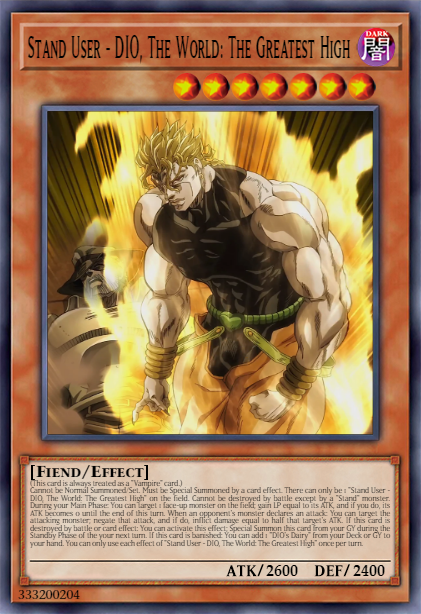 Stand User - DIO, The World: The Greatest High
DARK
闇
[Fiend/Effect]
(This card is always treated as a "Vampire" card.)
Cannot be Normal Summoned/Set. Must be Special Summoned by a card effect. There can only be 1 "Stand User -
DIO, The World: The Greatest High" on the field. Cannot be destroyed by battle except by a "Stand" monster.
During your Main Phase: You can target 1 face-up monster on the field; gain LP equal to its ATK, and if you do, its
ATK becomes 0 until the end of this turn. When an opponent's monster declares an attack: You can target the
attacking monster; negate that attack, and if do, inflict damage equal to half that target's ATK. If this card is
destroyed by battle or card effect: You can activate this effect; Special Summon this card from your GY during the
Standby Phase of the your next turn. If this card is banished: You can add 1 "DIO's Dairy" from your Deck or GY to
your hand. You can only use each effect of "Stand User - DIO, The World: The Greatest High" once per turn.
ATK/2600 DEF/2400
333200204